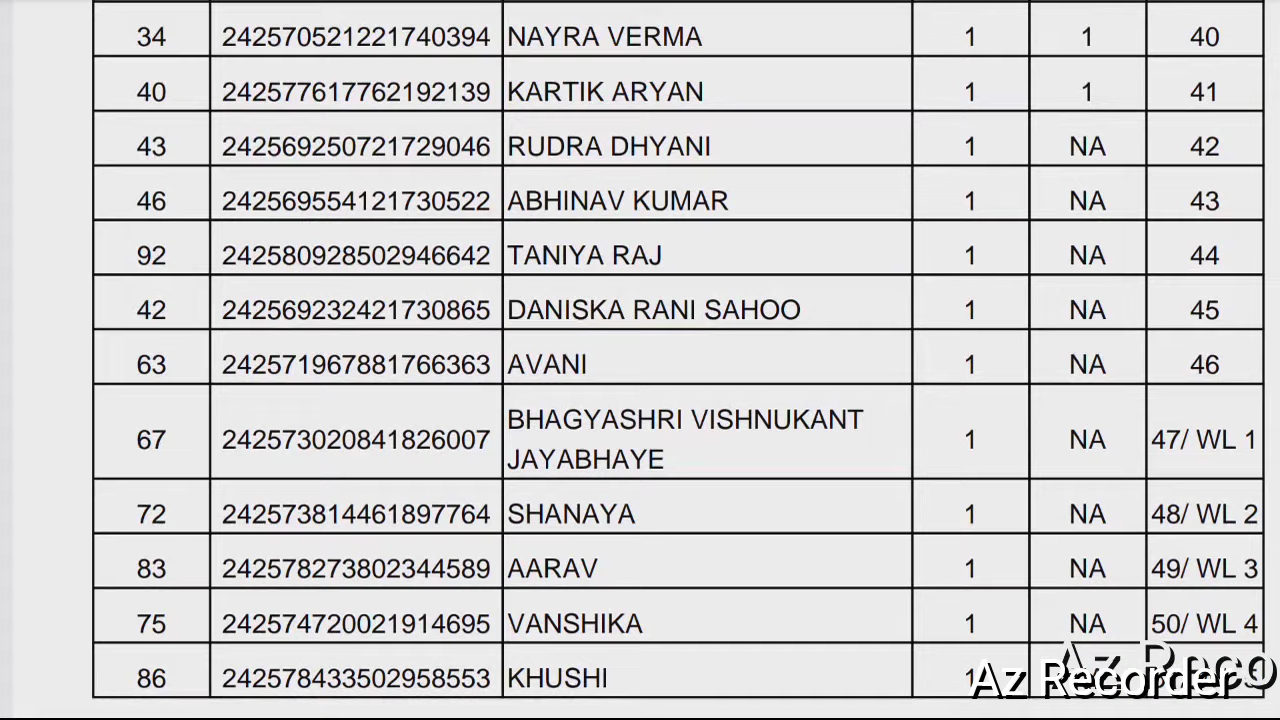 34 242570521221740394 NAYRA VERMA 1 1 40
40 242577617762192139 KARTIK ARYAN 1 1 41
43 242569250721729046 RUDRA DHYANI 1 NA 42
46 242569554121730522 ABHINAV KUMAR 1 NA 43
92 242580928502946642 TANIYA RAJ 1 NA 44
42 242569232421730865 DANISKA RANI SAHOO 1 NA 45
63 242571967881766363 AVANI 1 NA 46
67 242573020841826007 BHAGYASHRI VISHNUKANT 1 NA 47/ WL 1
JAYABHAYE
72 242573814461897764 SHANAYA 1 NA 48/ WL 2
83 242578273802344589 AARAV 1 NA 49/ WL 3
75 242574720021914695 VANSHIKA 1 NA 50/ WL 4
86 242578433502958553 KHUSHI 1
Az Reco
Az Recorder